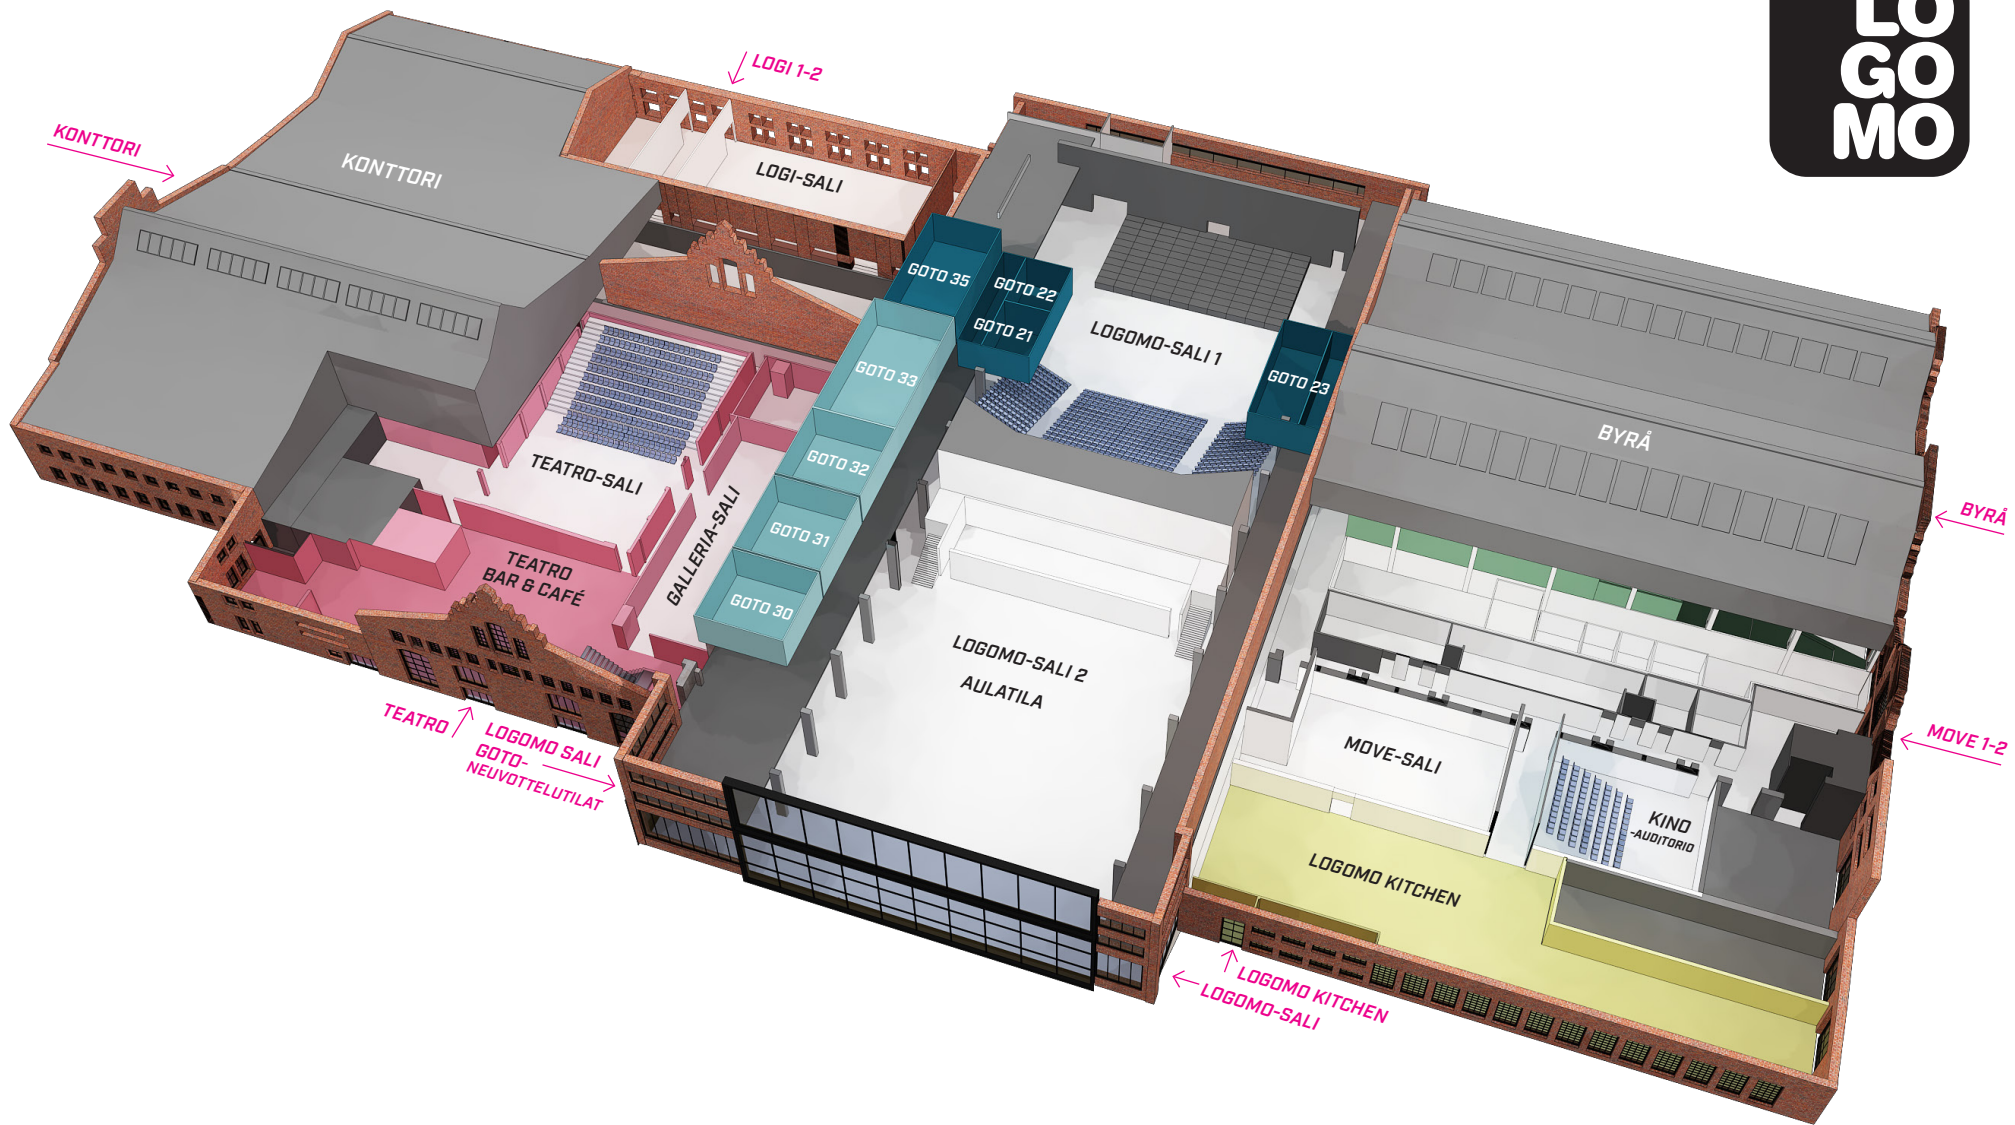 LO
GO
MO
LOGI 1-2
KONTTORI
KONTTORI
LOGI-SALI
GOTO 35
GOTO 22
GOTO 21
LOGOMO-SALI 1
GOTO 33
GOTO 23
BYRÅ
GOTO 32
TEATRO-SALI
GALLERIA-SALI
GOTO 31
BYRÅ
TEATRO
BAR & CAFÉ
GOTO 30
LOGOMO-SALI 2
AULATILA
MOVE-SALI
MOVE 1-2
KINO
-AUDITORIO
TEATRO
LOGOMO SALI
GOTO-
NEUVOTTELUTILAT
LOGOMO KITCHEN
LOGOMO KITCHEN
LOGOMO-SALI